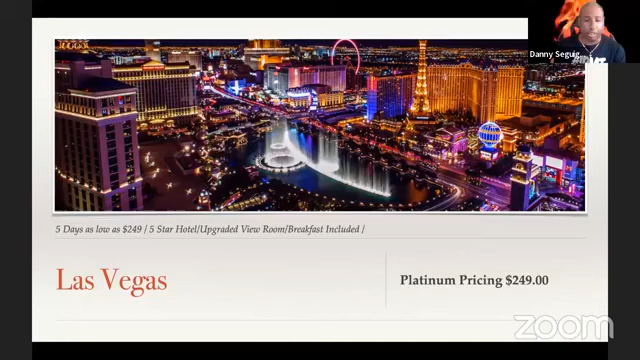 Danny Seguig
5 Days as low as $249 / 5 Star Hotel/Upgraded View Room/Breakfast Included /
Las Vegas
Platinum Pricing $249.00
zoom